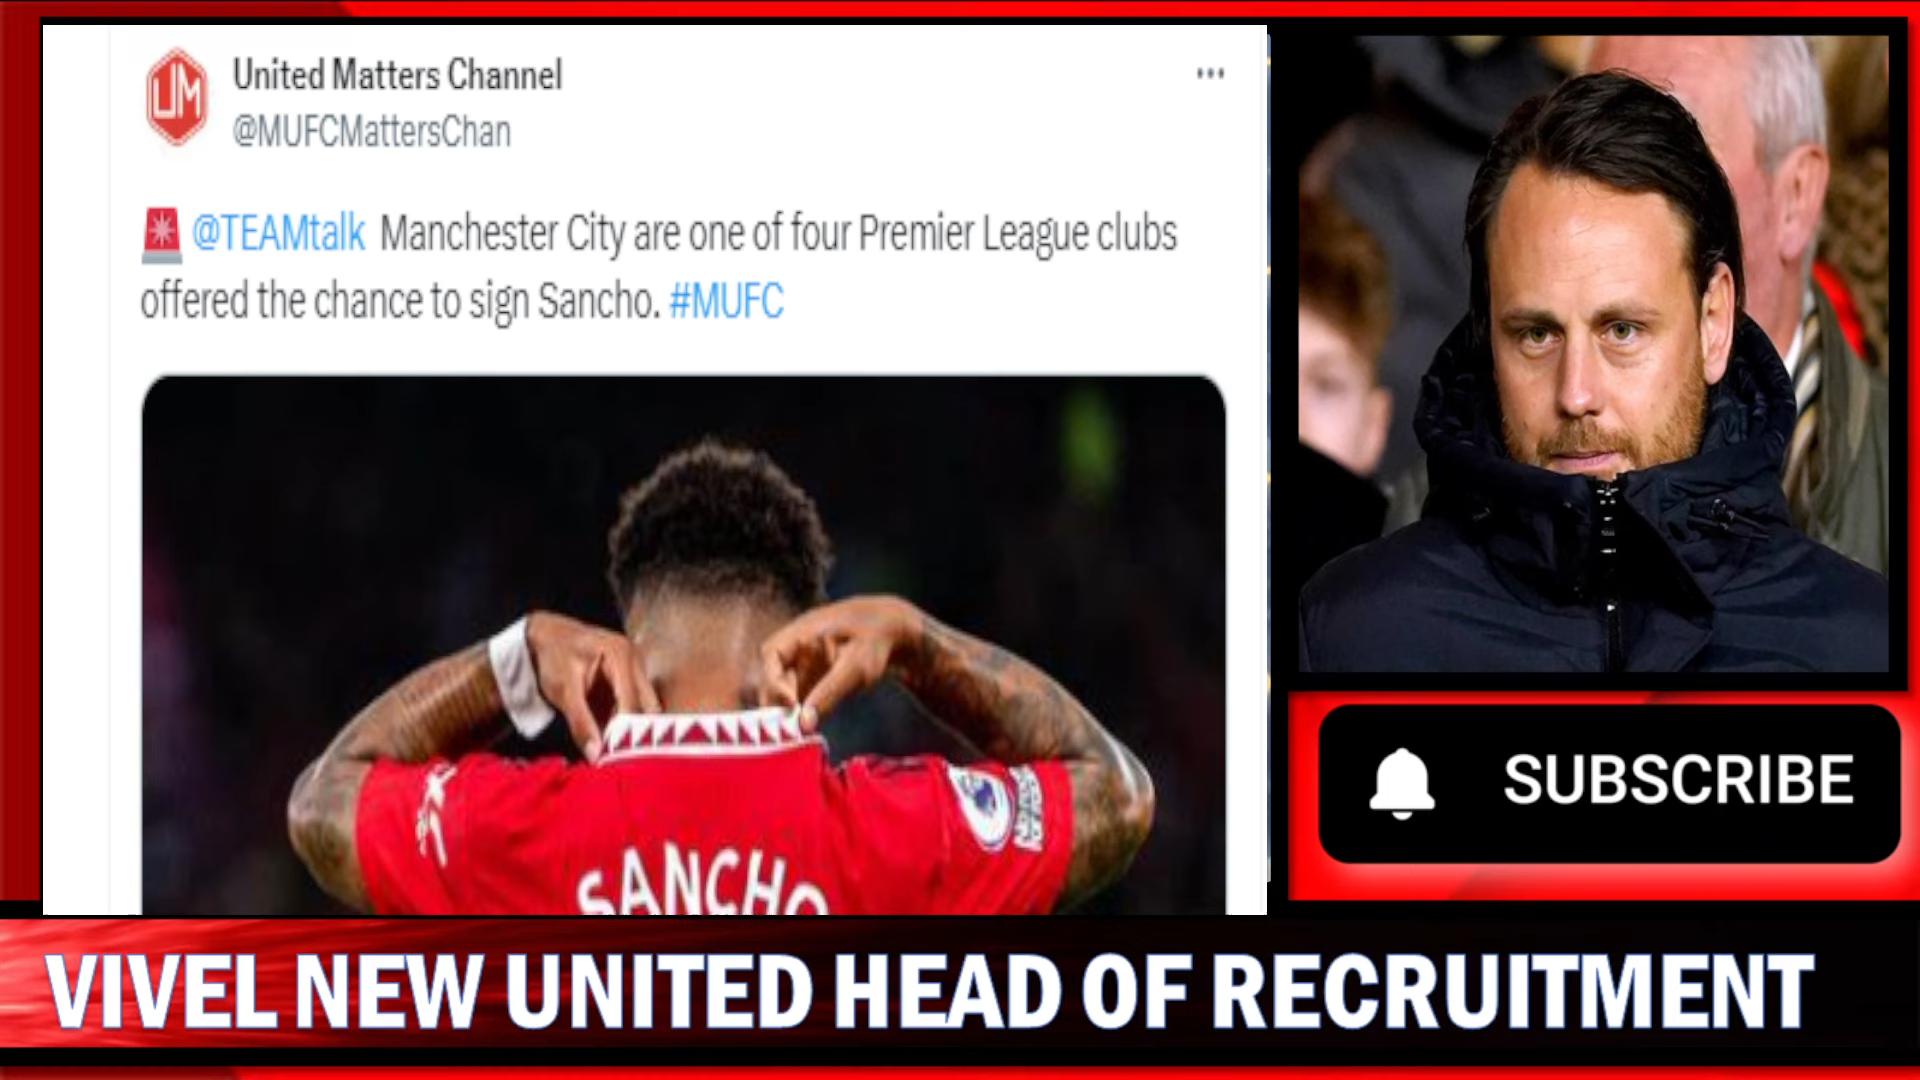 UM
United Matters Channel
@MUFCMattersChan
@TEAMtalk Manchester City are one of four Premier League clubs
offered the chance to sign Sancho. #MUFC
SANCHO
SUBSCRIBE
VIVEL NEW UNITED HEAD OF RECRUITMENT